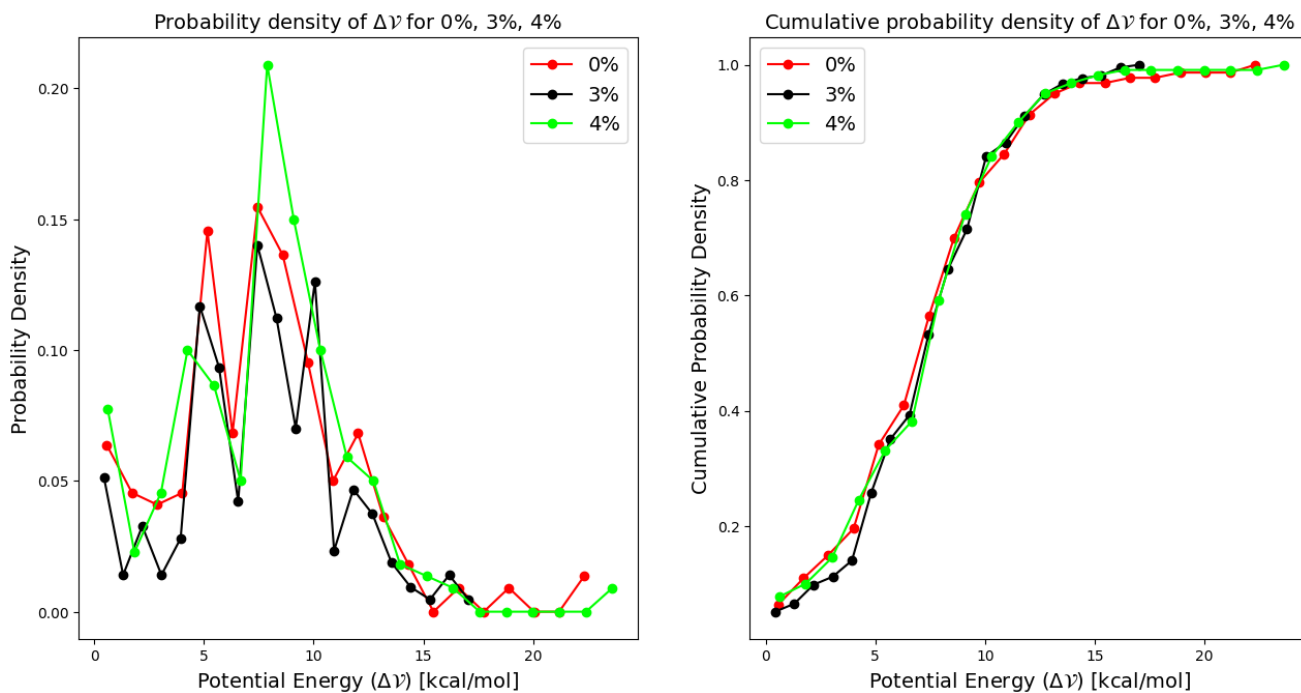 Probability density of Δ𝒱 for 0%, 3%, 4%
0%
3%
4%
0.20
0.15
0.10
0.05
0.00
Probability Density
0 5 10 15 20
Potential Energy (Δ𝒱) [kcal/mol]
Cumulative probability density of Δ𝒱 for 0%, 3%, 4%
0%
3%
4%
1.0
0.8
0.6
0.4
0.2
Cumulative Probability Density
0 5 10 15 20
Potential Energy (Δ𝒱) [kcal/mol]